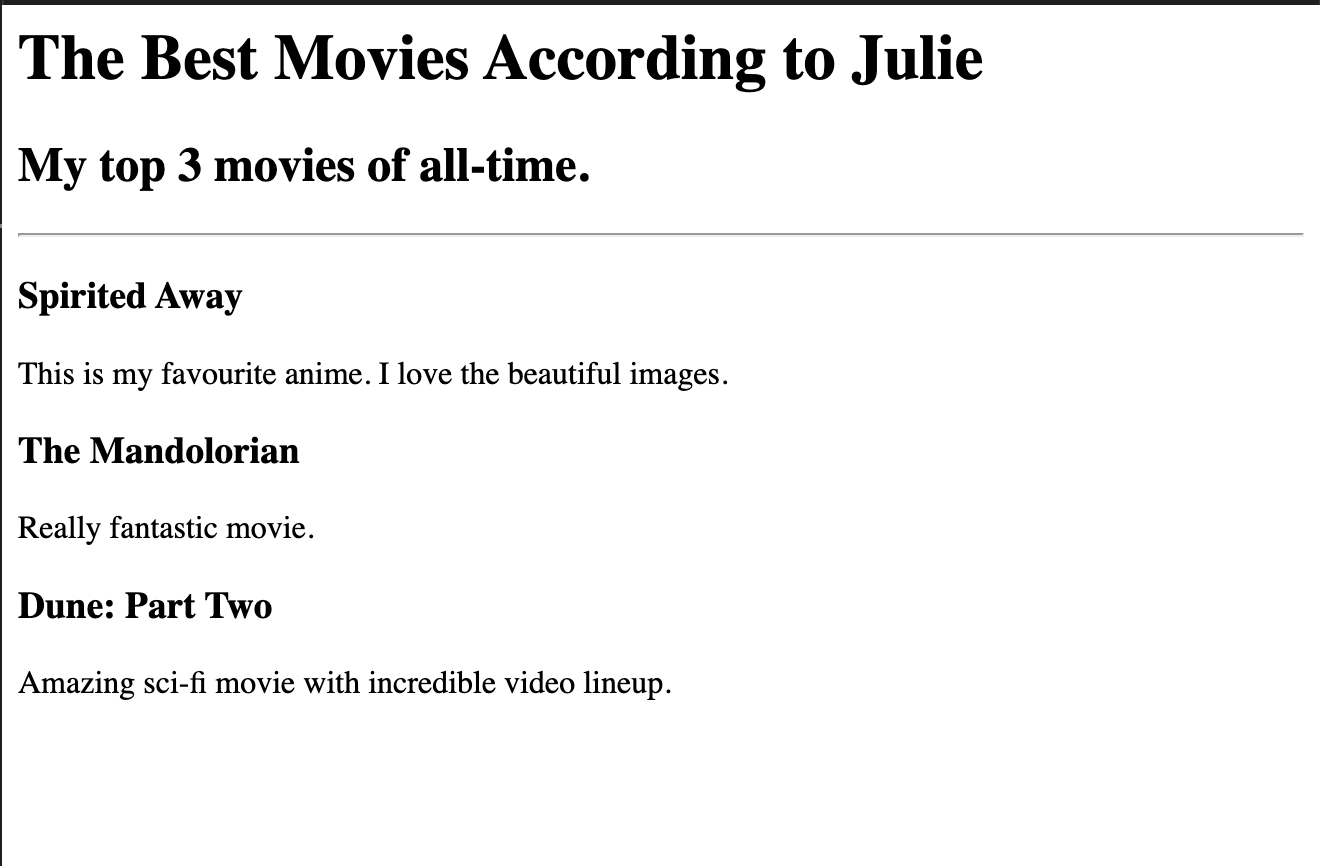 The Best Movies According to Julie
My top 3 movies of all-time.
Spirited Away
This is my favourite anime. I love the beautiful images.
The Mandolorian
Really fantastic movie.
Dune: Part Two
Amazing sci-fi movie with incredible video lineup.